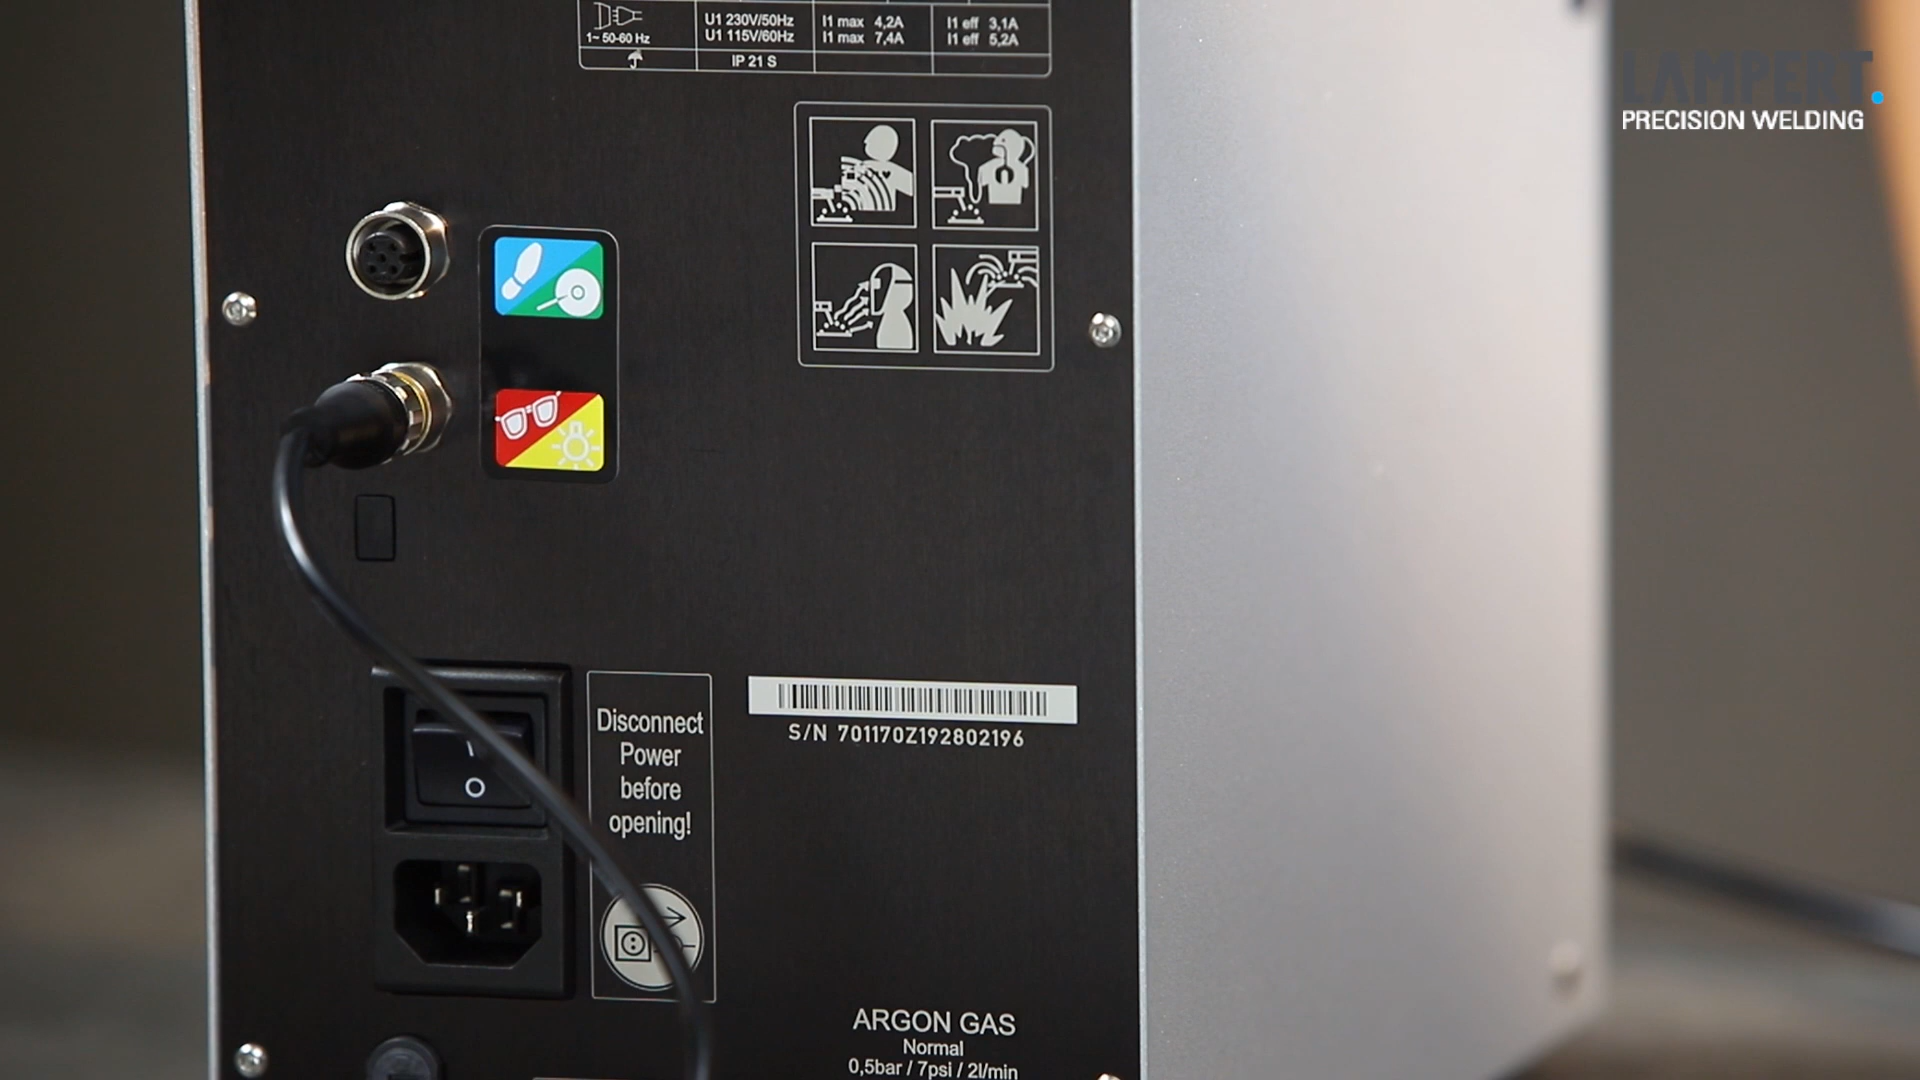 1~ 50-60 Hz
U1 230V/50Hz
U1 115V/60Hz
I1 max 4,2A
I1 max 7,4A
I1 eff 3,1A
I1 eff 5,2A
IP 21 S
LAMPERT.
PRECISION WELDING
Disconnect
Power
before
opening!
S/N 701170Z192802196
I
O
ARGON GAS
Normal
0,5bar / 7psi / 2l/min